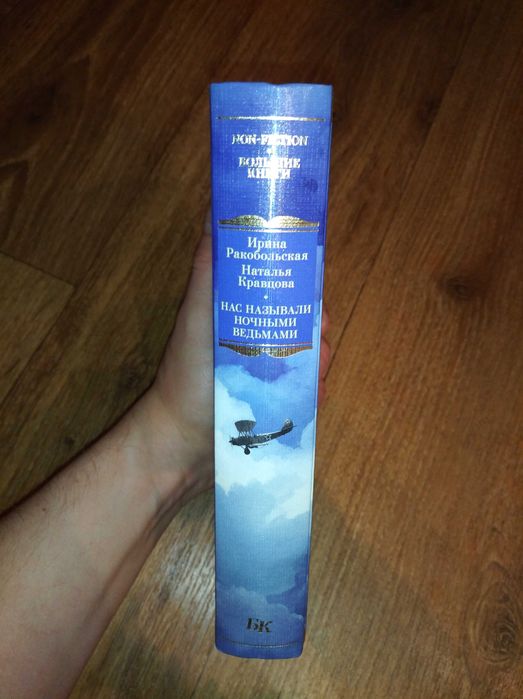 NON-FICTION
БОЛЬШИЕ
КНИГИ
Ирина
Ракобольская
Наталья
Кравцова
НАС НАЗЫВАЛИ
НОЧНЫМИ
ВЕДЬМАМИ
БК